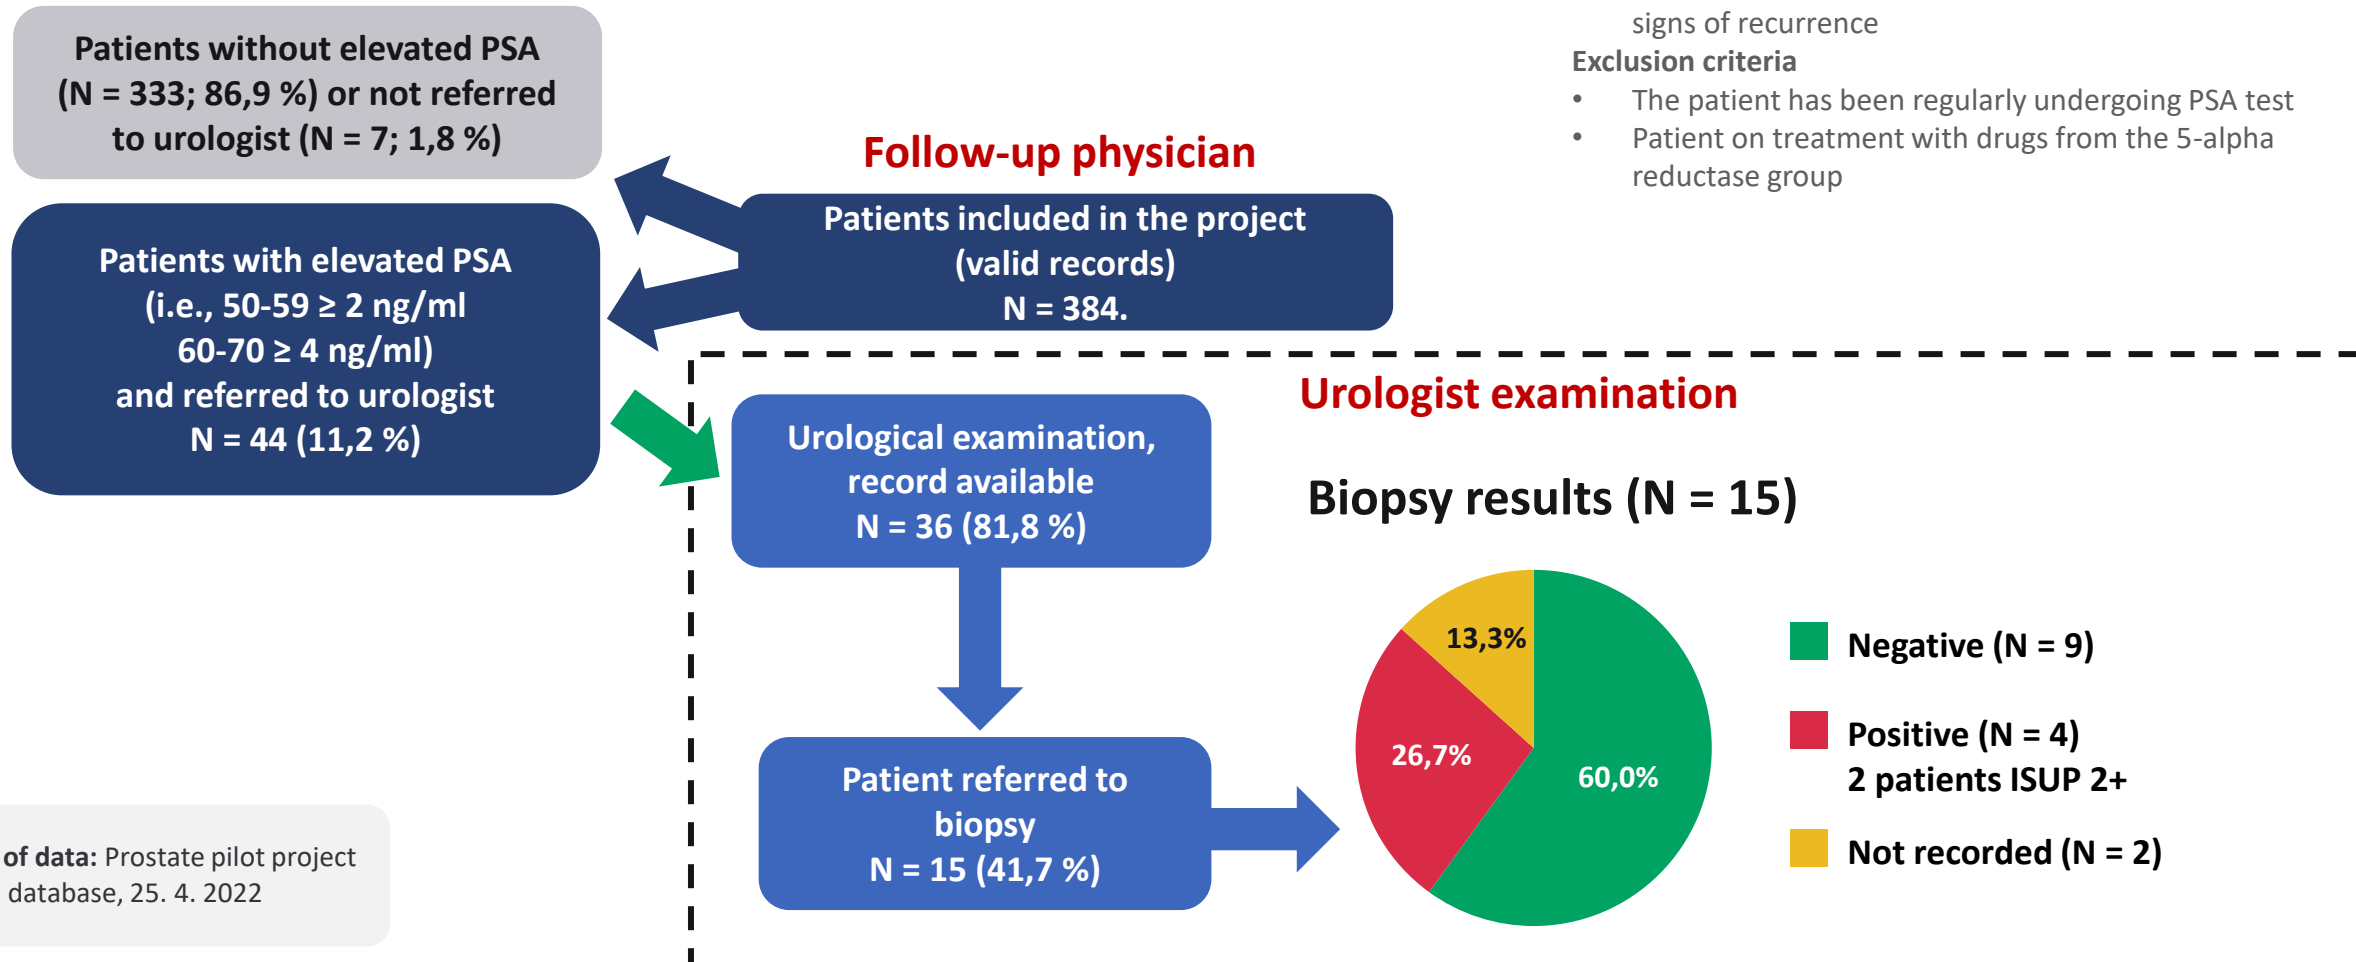 Patients without elevated PSA
(N = 333; 86,9 %) or not referred
to urologist (N = 7; 1,8 %)
signs of recurrence
Exclusion criteria
• The patient has been regularly undergoing PSA test
• Patient on treatment with drugs from the 5-alpha
reductase group
Follow-up physician
Patients included in the project
(valid records)
N = 384.
Patients with elevated PSA
(i.e., 50-59 ≥ 2 ng/ml
60-70 ≥ 4 ng/ml)
and referred to urologist
N = 44 (11,2 %)
Urologist examination
Urological examination,
record available
N = 36 (81,8 %)
Biopsy results (N = 15)
13,3%
26,7%
60,0%
Negative (N = 9)
Positive (N = 4)
2 patients ISUP 2+
Not recorded (N = 2)
Patient referred to
biopsy
N = 15 (41,7 %)
of data: Prostate pilot project
database, 25. 4. 2022